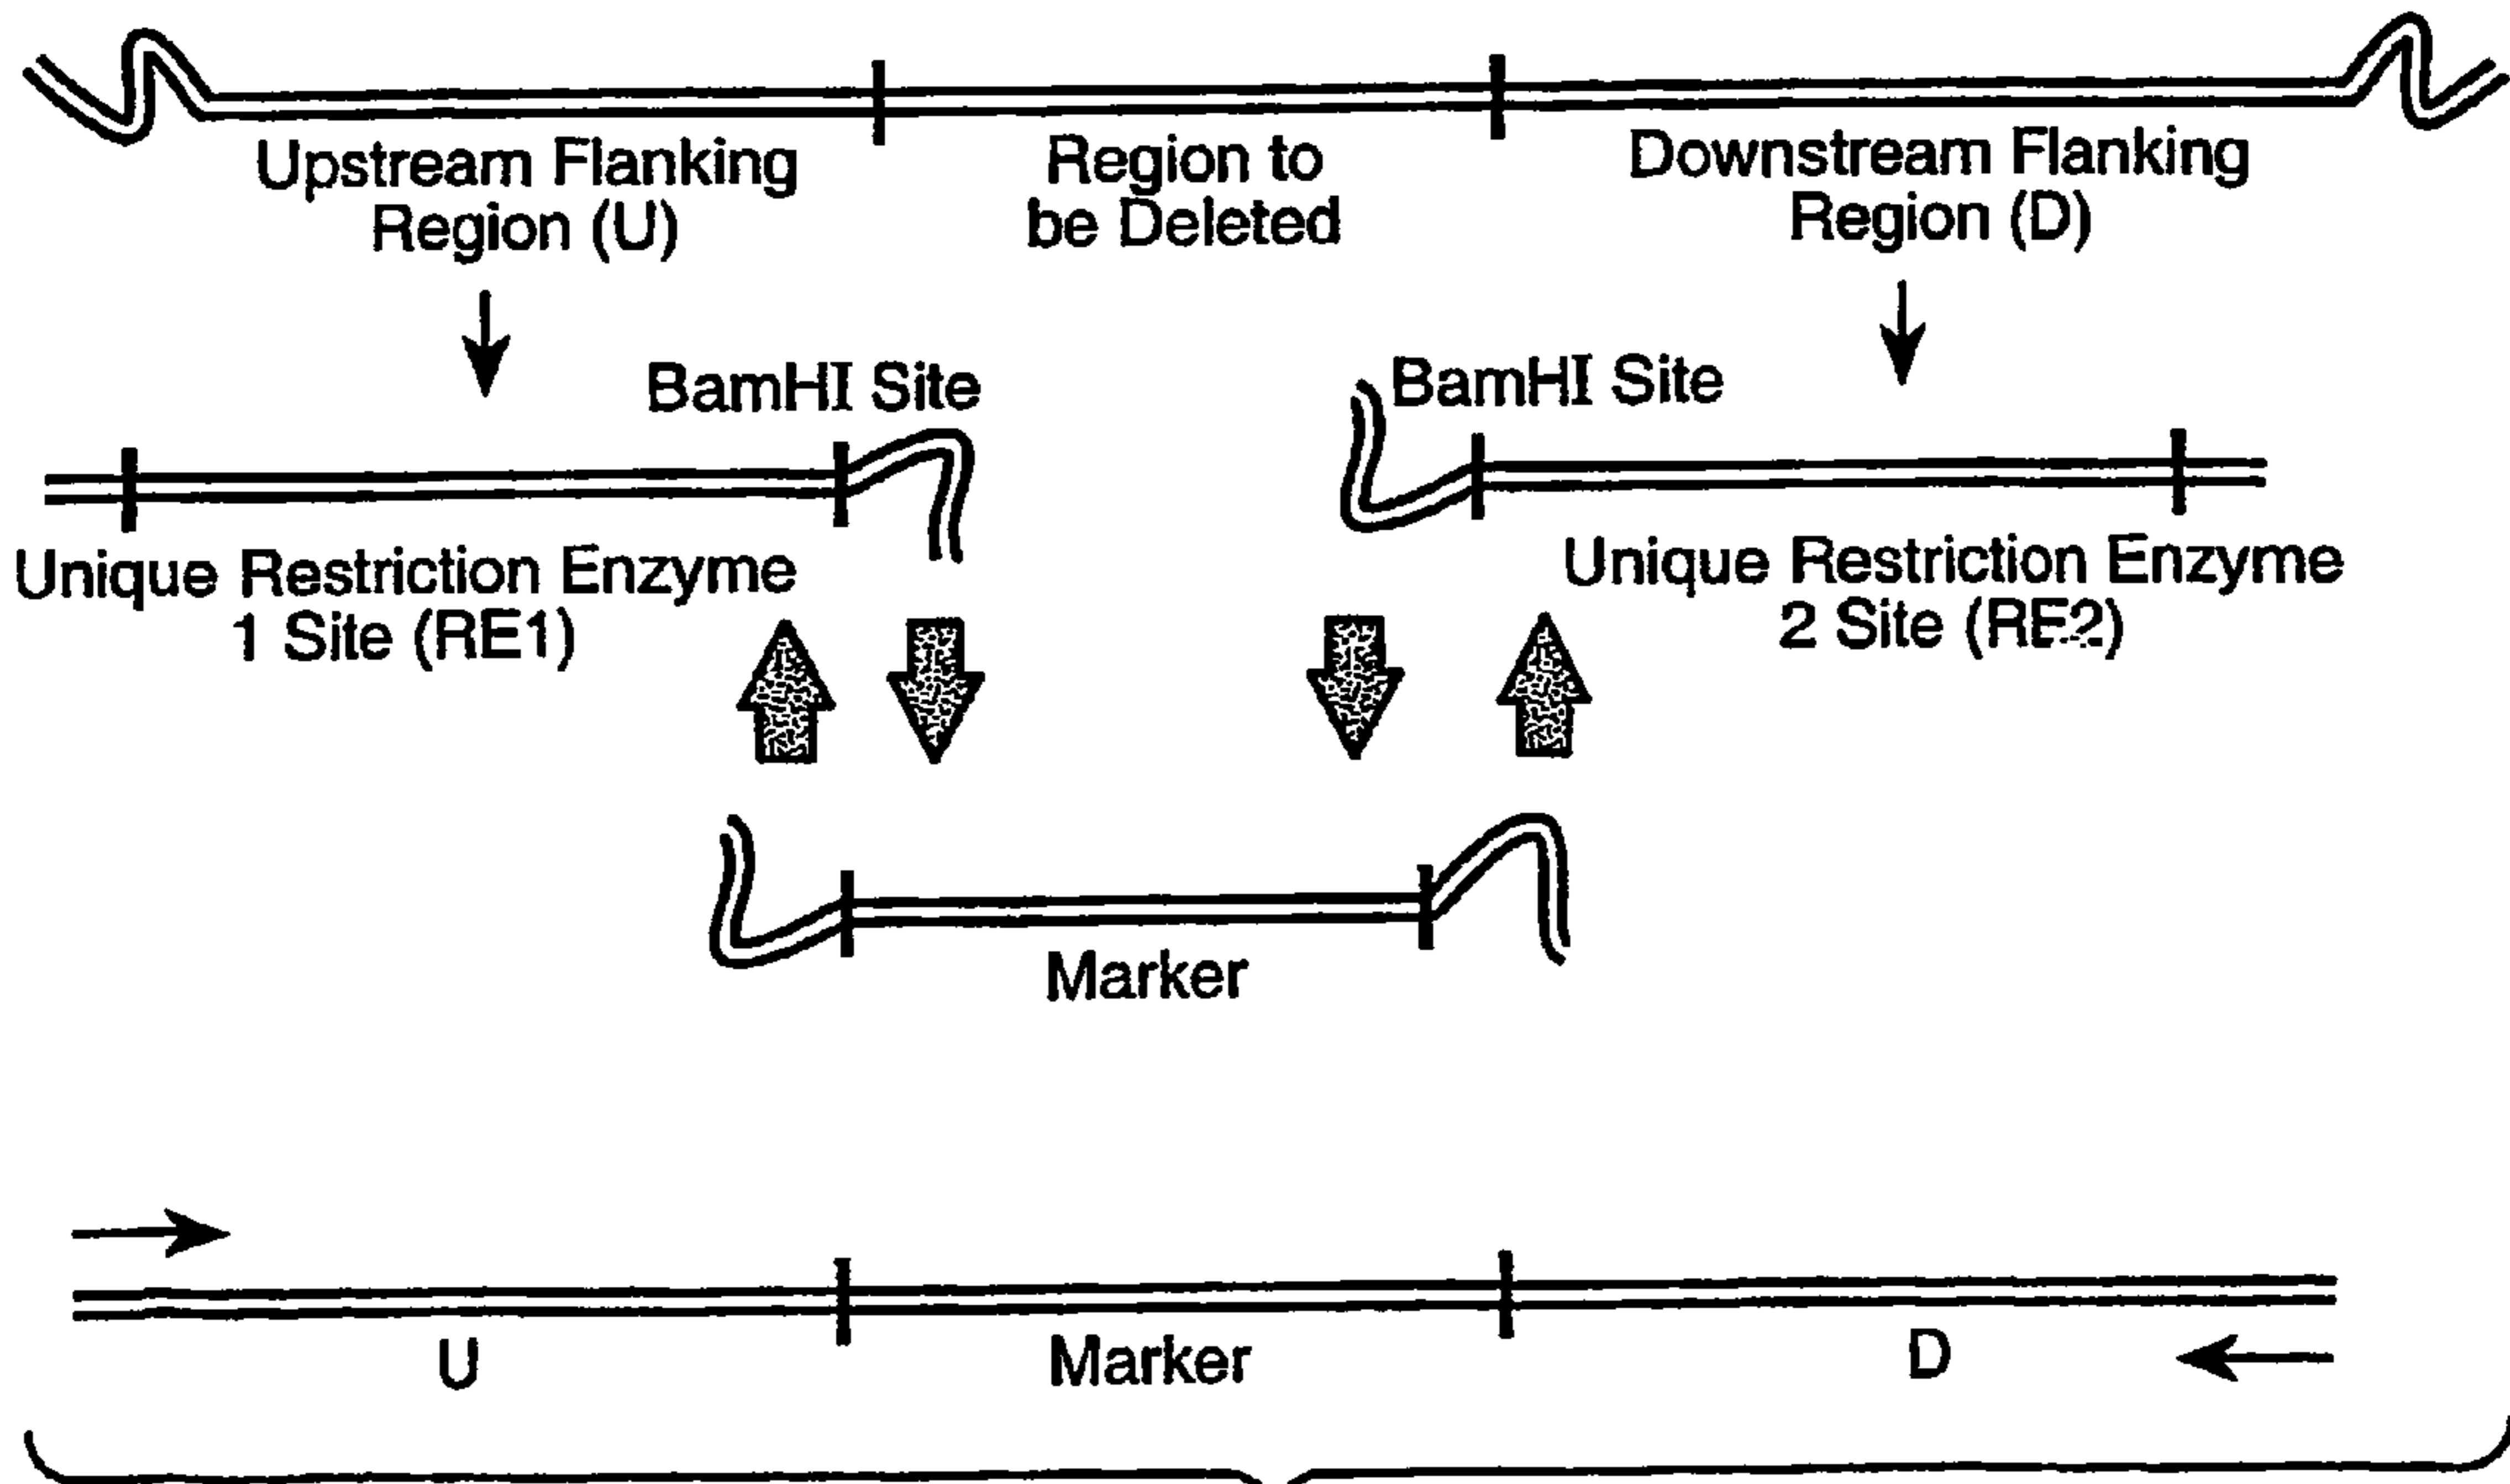 Upstream Flanking
Region (U)
Region to
be Deleted
Downstream Flanking
Region (D)
BamHI Site
BamHI Site
Unique Restriction Enzyme
1 Site (RE1)
Unique Restriction Enzyme
2 Site (RE2)
Marker
U
Marker
D